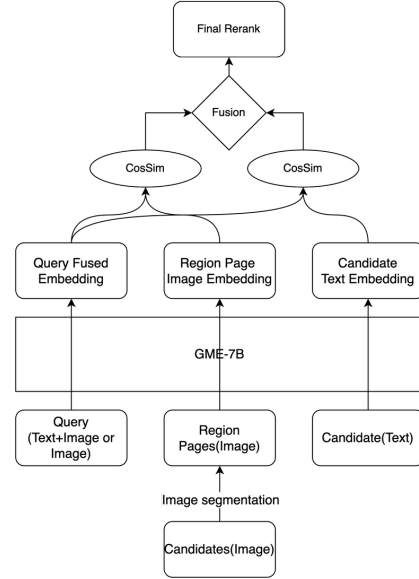 Final Rerank
Fusion
CosSim
CosSim
Query Fused
Embedding
Region Page
Image Embedding
Candidate
Text Embedding
GME-7B
Query
(Text+Image or
Image)
Region
Pages(Image)
Candidate(Text)
Image segmentation
Candidates(Image)